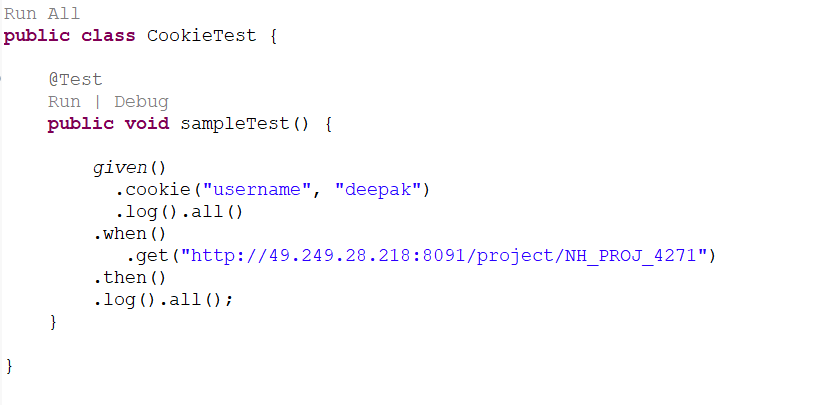 Run All
public class CookieTest {
@Test
Run | Debug
public void sampleTest() {
given()
.cookie("username", "deepak")
.log().all()
.when()
.get("http://49.249.28.218:8091/project/NH_PROJ_4271")
.then()
.log().all();
}
}